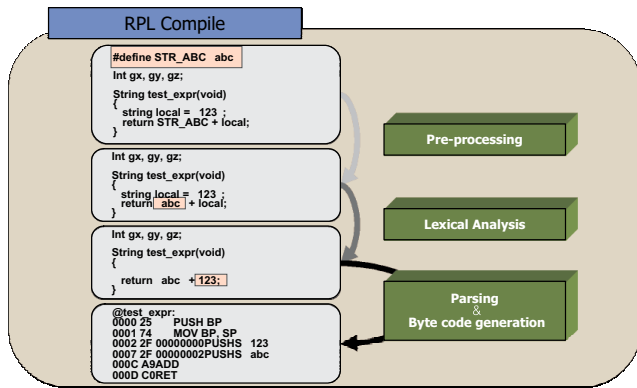 RPL Compile
#define STR_ABC abc
Int gx, gy, gz;
String test_expr(void)
{
string local = 123 ;
return STR_ABC + local;
}
Int gx, gy, gz;
String test_expr(void)
{
string local = 123 ;
return abc + local;
}
Int gx, gy, gz;
String test_expr(void)
{
return abc + 123;
}
@test_expr:
0000 25 PUSH BP
0001 74 MOV BP, SP
0002 2F 00000000PUSHS 123
0007 2F 00000002PUSHS abc
000C A9ADD
000D C0RET
Pre-processing
Lexical Analysis
Parsing
&
Byte code generation